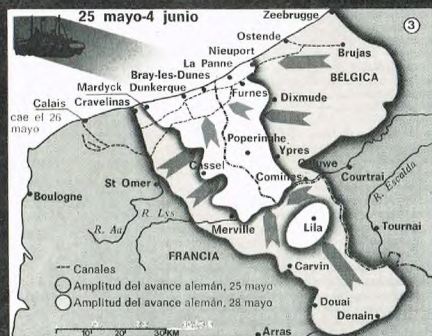 25 mayo-4 junio
3
Zeebrugge
Ostende
Nieuport
Brujas
La Panne
Bray-les-Dunes
Furnes
BÉLGICA
Mardyck
Dunkerque
Cravelinas
Dixmude
Calais
cae el 26
mayo
Poperinghe
Ypres
Cassel
Cominas
Courtrai
R. Escalda
St Omer
Boulogne
R. Lys
R. Aa
Merville
Lila
Tournai
FRANCIA
Carvin
Canales
Amplitud del avance alemán, 25 mayo
Amplitud del avance alemán, 28 mayo
Douai
Denain
0 10 20 30KM
Arras